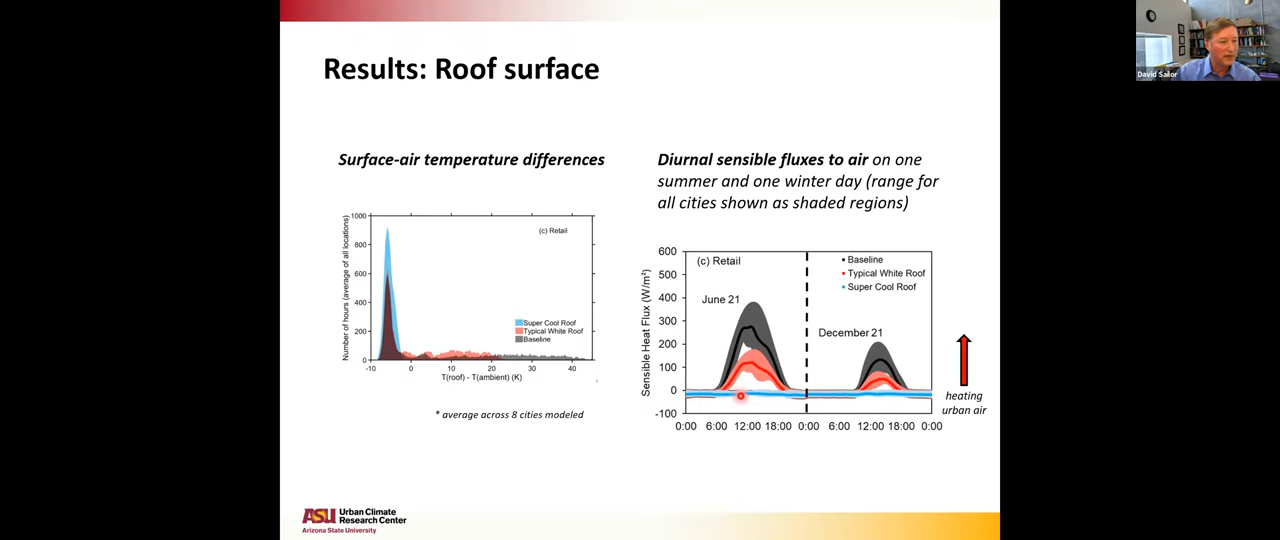 Results: Roof surface
David Sailor
Surface-air temperature differences
Number of hours (average of all locations)
1000
800
600
400
200
0
(c) Retail
Super Cool Roof
Typical White Roof
Baseline
-10 0 10 20 30 40
T(roof) - T(ambient) (K)
* average across 8 cities modeled
Diurnal sensible fluxes to air on one
summer and one winter day (range for
all cities shown as shaded regions)
Sensible Heat Flux (W/m²)
600
500
400
300
200
100
0
-100
(c) Retail
Baseline
Typical White Roof
Super Cool Roof
June 21
December 21
0:00 6:00 12:00 18:00 0:00 6:00 12:00 18:00 0:00
heating
urban air
ASU Urban Climate
Research Center
Arizona State University